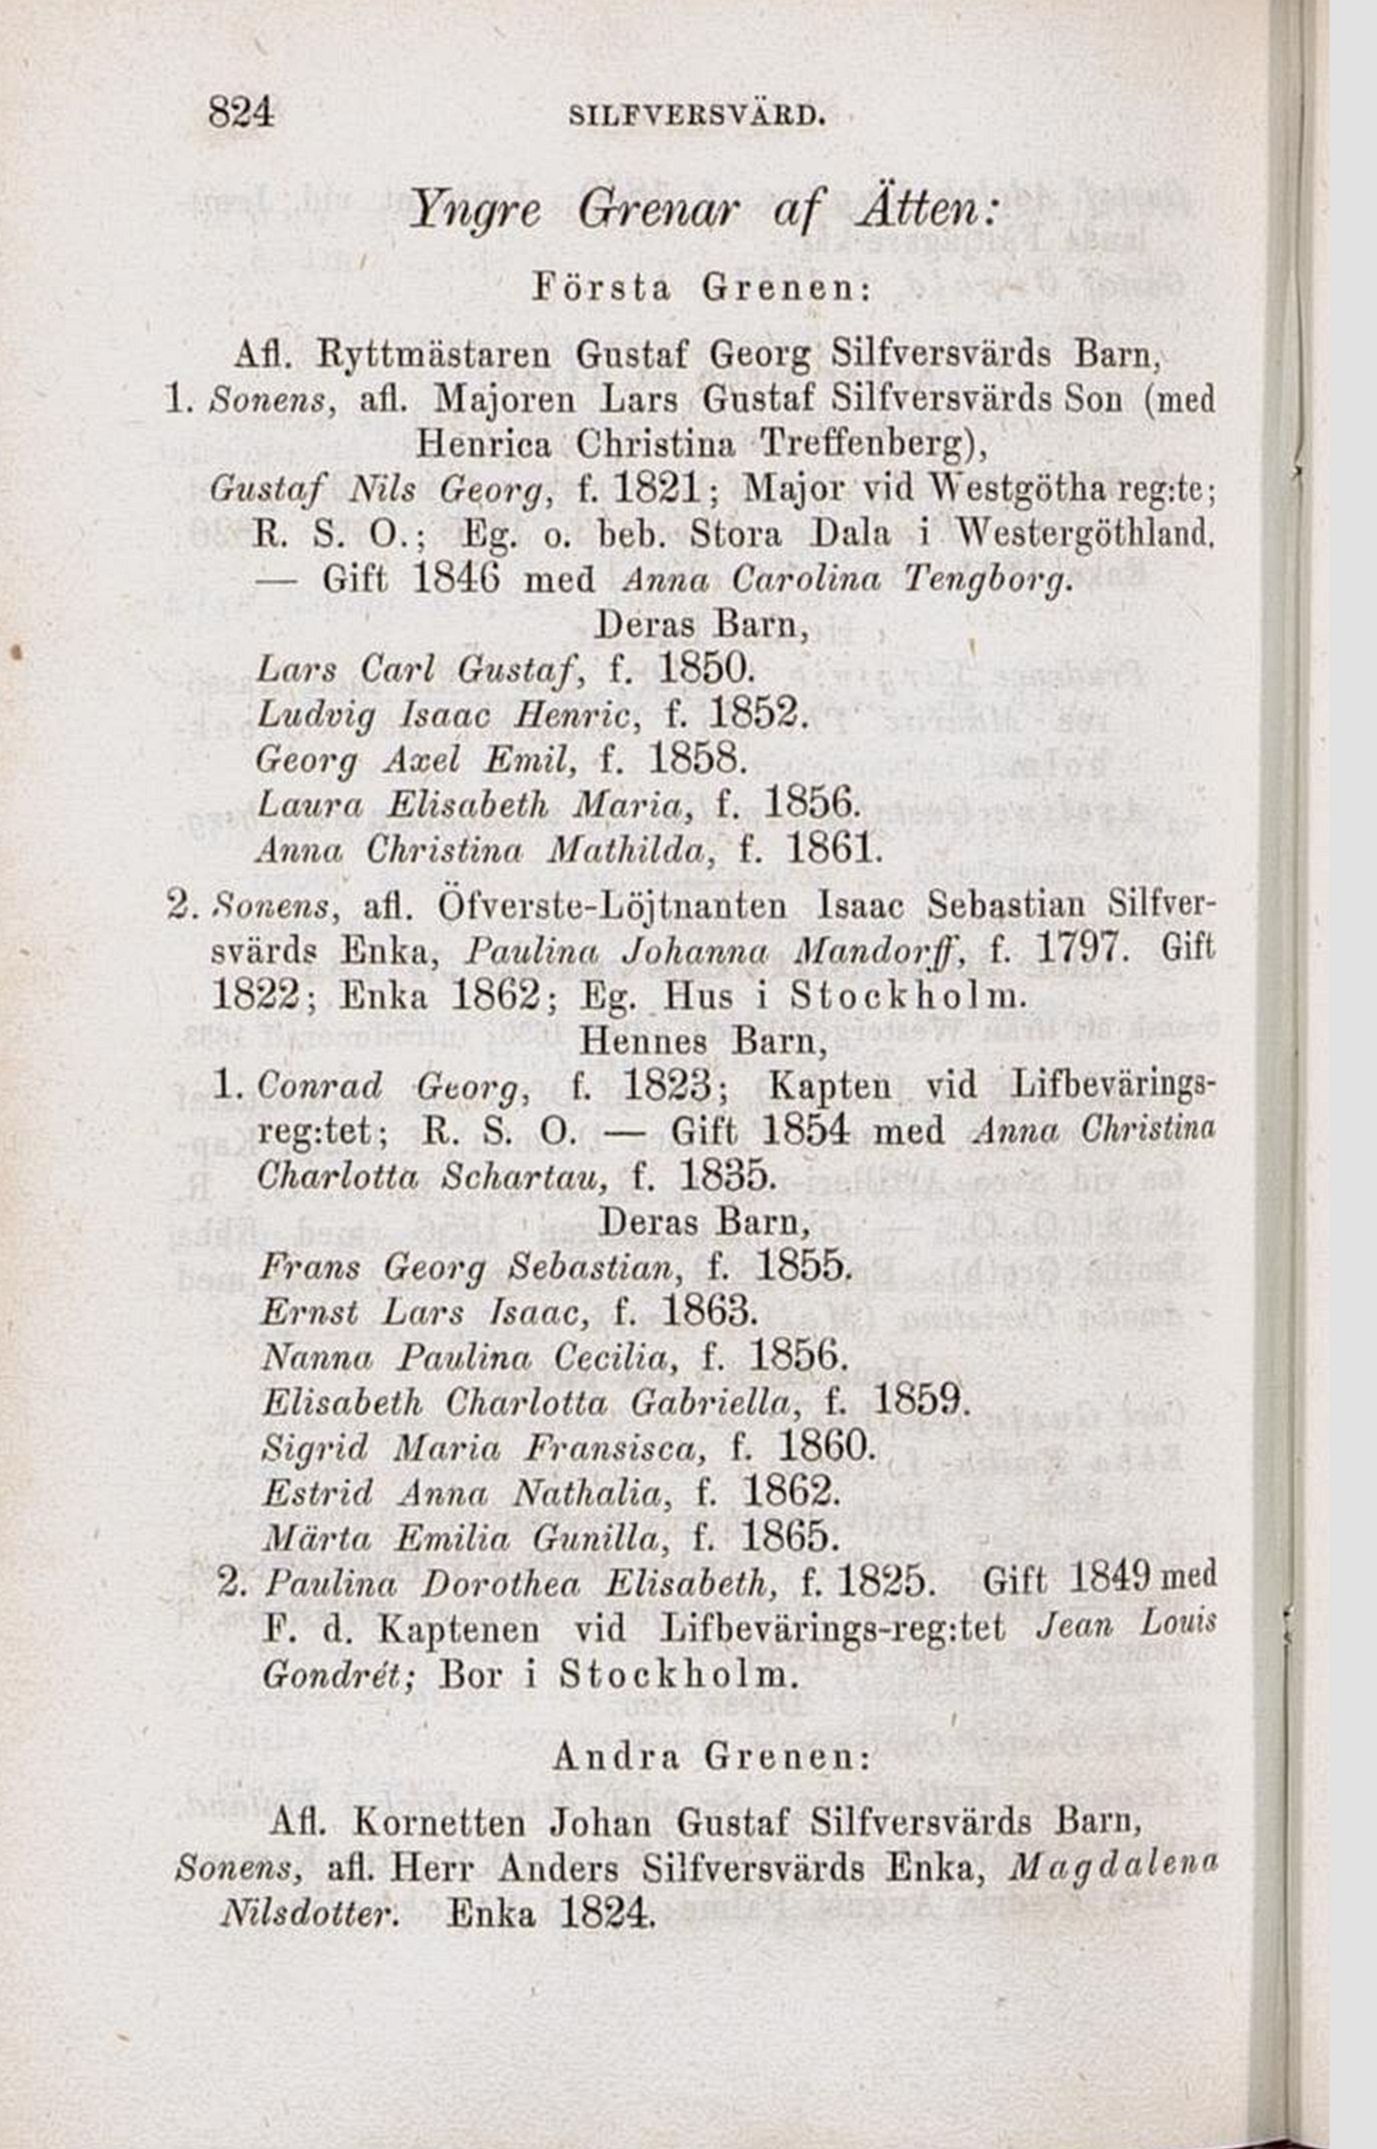 824 SILFVERSVÄRD.
Yngre Grenar af Ätten:
Första Grenen:
Afl. Ryttmästaren Gustaf Georg Silfversvärds Barn,
1. Sonens, afl. Majoren Lars Gustaf Silfversvärds Son (med
Henrica Christina Treffenberg),
Gustaf Nils Georg, f. 1821; Major vid Westgötha reg:te;
R. S. O.; Eg. o. beb. Stora Dala i Westergöthland.
— Gift 1846 med Anna Carolina Tengborg.
Deras Barn,
Lars Carl Gustaf, f. 1850.
Ludvig Isaac Henric, f. 1852.
Georg Axel Emil, f. 1858.
Laura Elisabeth Maria, f. 1856.
Anna Christina Mathilda, f. 1861.
2. Sonens, afl. Öfverste-Löjtnanten Isaac Sebastian Silfver-
svärds Enka, Paulina Johanna Mandorff, f. 1797. Gift
1822; Enka 1862; Eg. Hus i Stockholm.
Hennes Barn,
1. Conrad Georg, f. 1823; Kapten vid Lifbevärings-
reg:tet; R. S. O. — Gift 1854 med Anna Christina
Charlotta Schartau, f. 1835.
Deras Barn,
Frans Georg Sebastian, f. 1855.
Ernst Lars Isaac, f. 1863.
Nanna Paulina Cecilia, f. 1856.
Elisabeth Charlotta Gabriella, f. 1859.
Sigrid Maria Fransisca, f. 1860.
Estrid Anna Nathalia, f. 1862.
Märta Emilia Gunilla, f. 1865.
2. Paulina Dorothea Elisabeth, f. 1825. Gift 1849 med
F. d. Kaptenen vid Lifbevärings-reg:tet Jean Louis
Gondrét; Bor i Stockholm.
Andra Grenen:
Afl. Kornetten Johan Gustaf Silfversvärds Barn,
Sonens, afl. Herr Anders Silfversvärds Enka, Magdalena
Nilsdotter. Enka 1824.